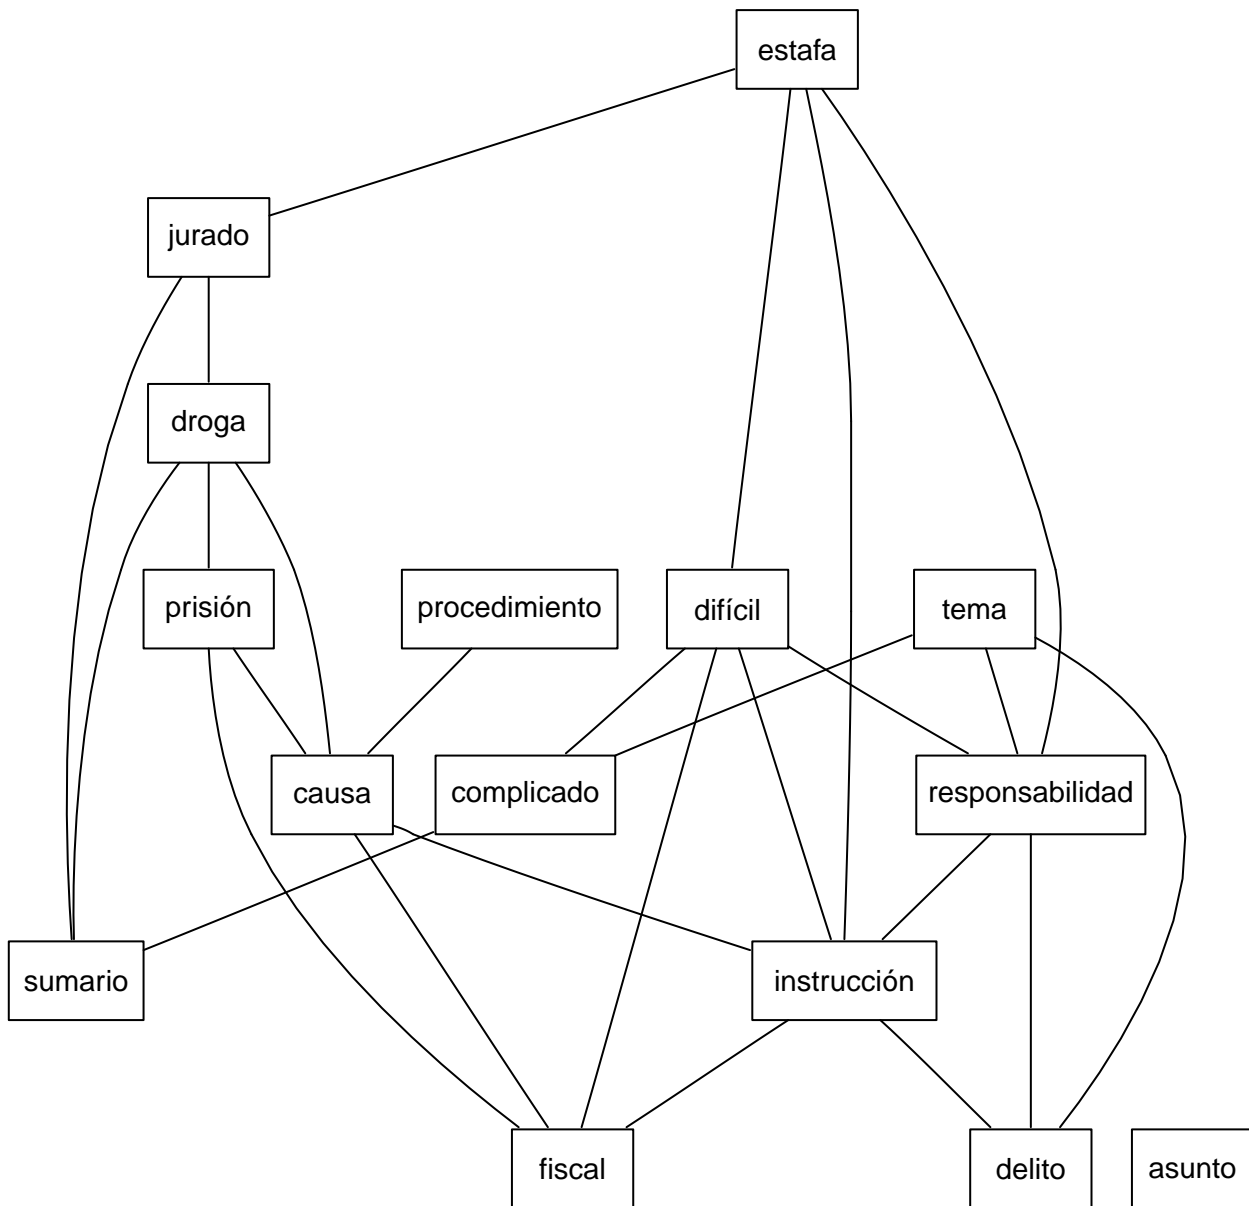 estafa
jurado
droga
prisión
procedimiento
difícil
tema
causa
complicado
responsabilidad
sumario
instrucción
fiscal
delito
asunto